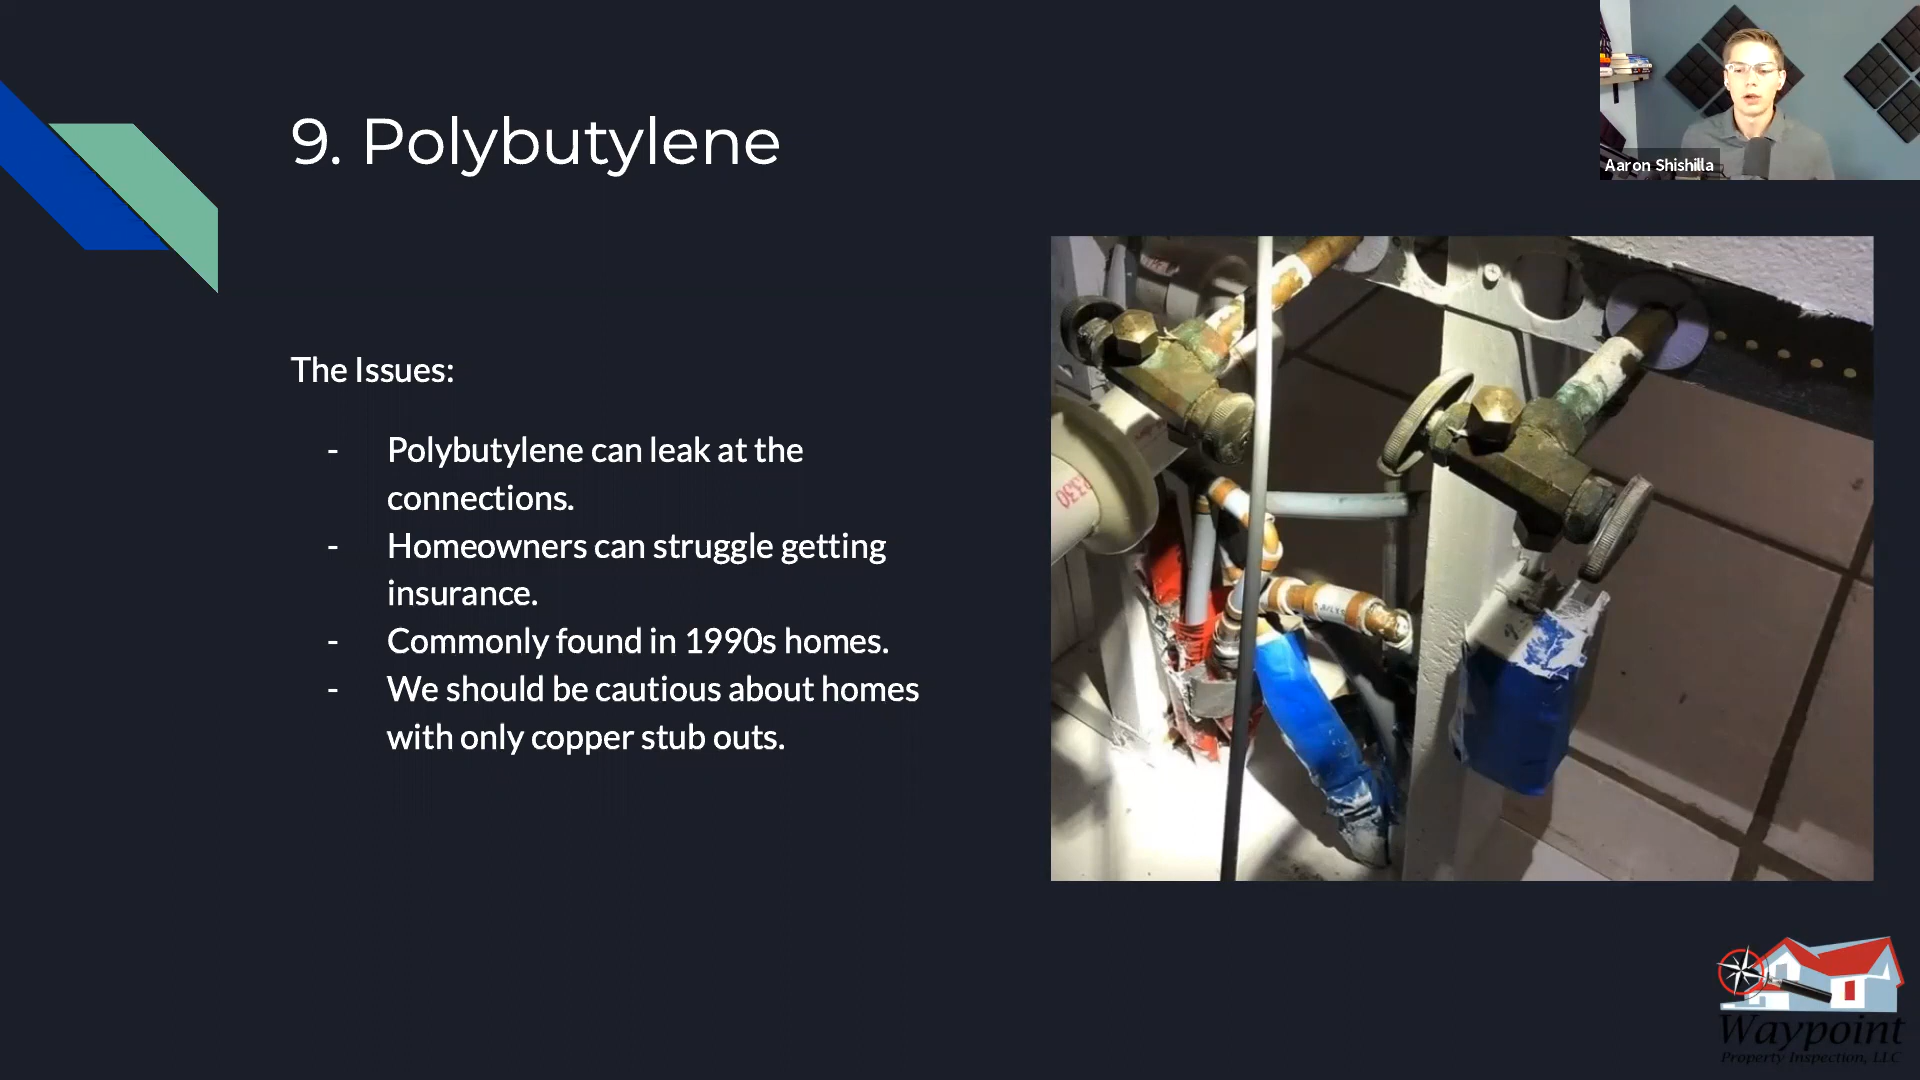 9. Polybutylene
Aaron Shishilla
The Issues:
- Polybutylene can leak at the
connections.
- Homeowners can struggle getting
insurance.
- Commonly found in 1990s homes.
- We should be cautious about homes
with only copper stub outs.
Waypoint
Property Inspection, LLC